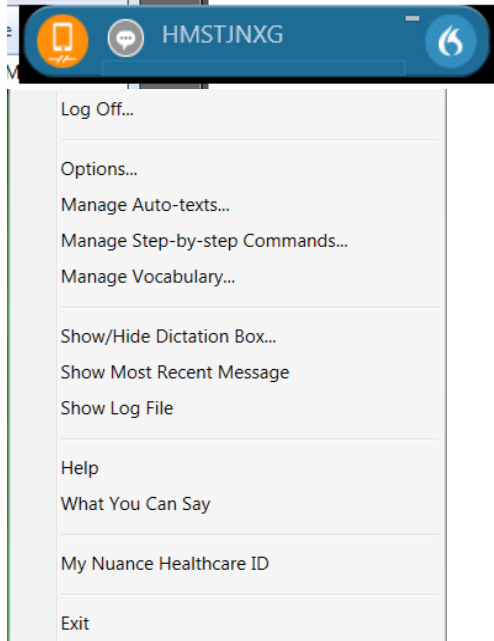 HMSTJNXG
Log Off...
Options...
Manage Auto-texts...
Manage Step-by-step Commands...
Manage Vocabulary...
Show/Hide Dictation Box...
Show Most Recent Message
Show Log File
Help
What You Can Say
My Nuance Healthcare ID
Exit